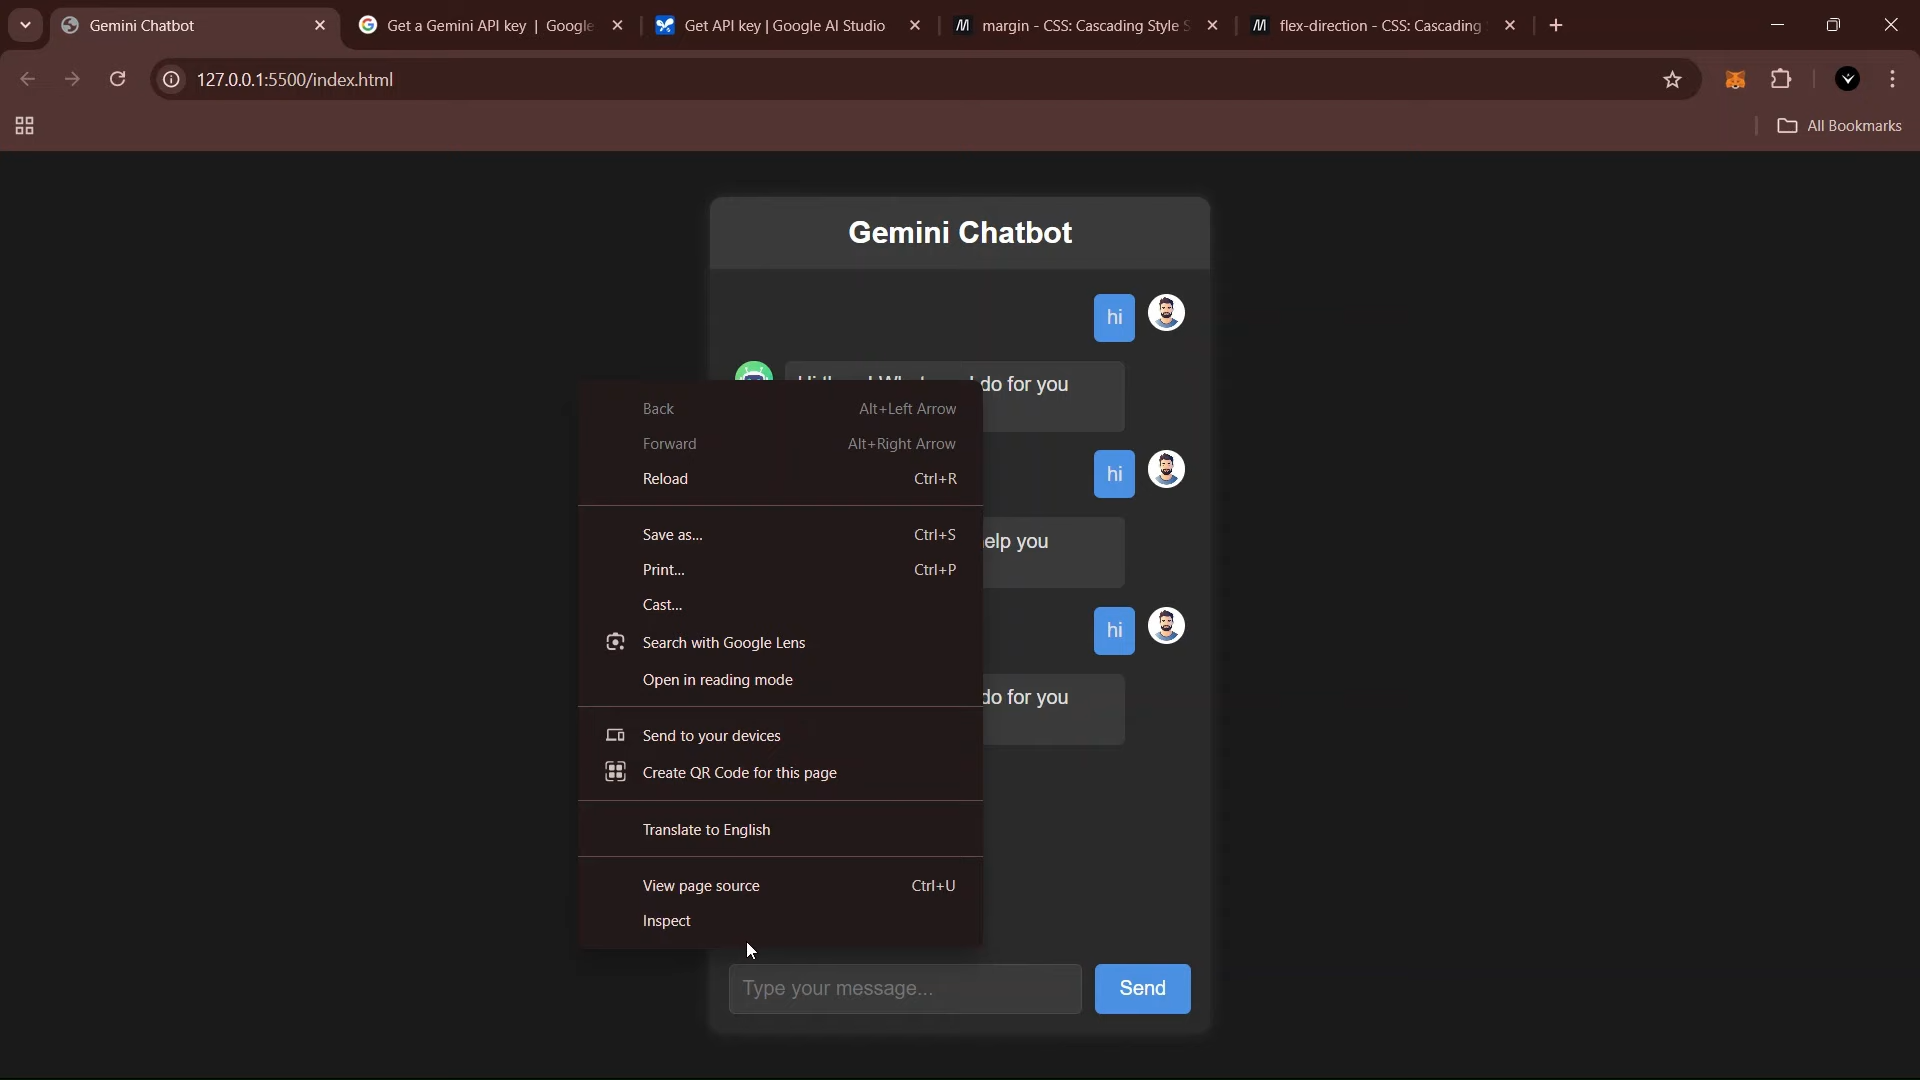 Gemini Chatbot
Get a Gemini API key | Google
Get API key | Google AI Studio
margin - CSS: Cascading Style S
flex-direction - CSS: Cascading
127.0.0.1:5500/index.html
All Bookmarks
Gemini Chatbot
hi
do for you
Back Alt+Left Arrow
Forward Alt+Right Arrow
hi
Reload Ctrl+R
Save as... Ctrl+S
elp you
Print... Ctrl+P
Cast...
hi
Search with Google Lens
Open in reading mode
do for you
Send to your devices
Create QR Code for this page
Translate to English
View page source Ctrl+U
Inspect
Type your message...
Send